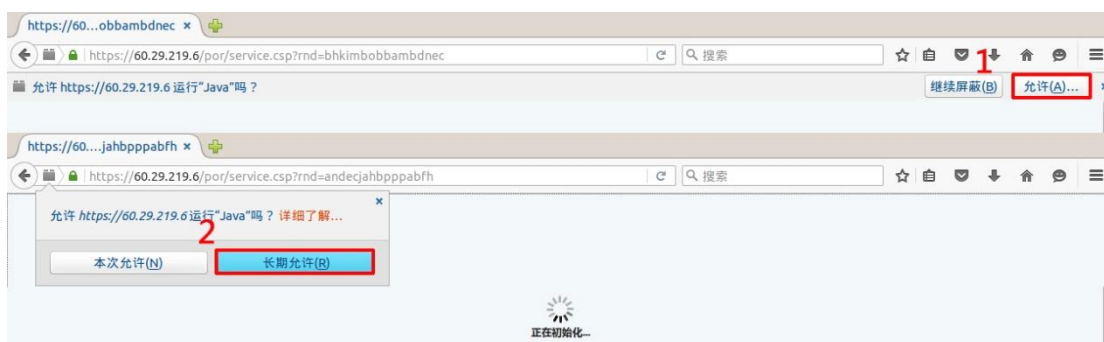 https://60...obbambdnec
https://60.29.219.6/por/service.csp?rnd=bhkimbobbambdnec
搜索
1
允许 https://60.29.219.6 运行"Java"吗？
继续屏蔽(B)
允许(A)...
https://60....jahbpppabfh
https://60.29.219.6/por/service.csp?rnd=andecjahbpppabfh
搜索
允许 https://60.29.219.6 运行"Java"吗？ 详细了解...
2
本次允许(N)
长期允许(R)
正在初始化...